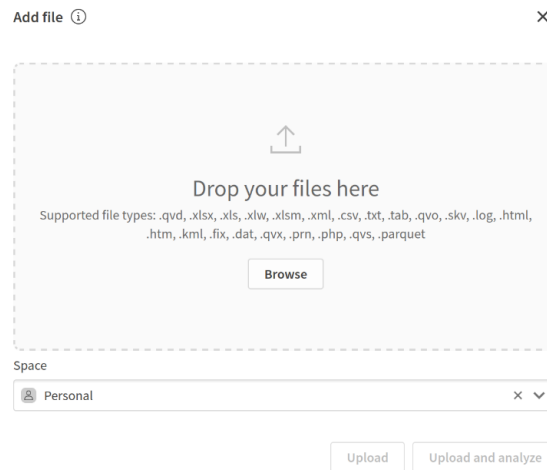 Add file
Drop your files here
Supported file types: .qvd, .xlsx, .xls, .xlw, .xlsm, .xml, .csv, .txt, .tab, .qvo, .skv, .log, .html,
.htm, .kml, .fix, .dat, .qvx, .prn, .php, .qvs, .parquet
Browse
Space
Personal
Upload
Upload and analyze